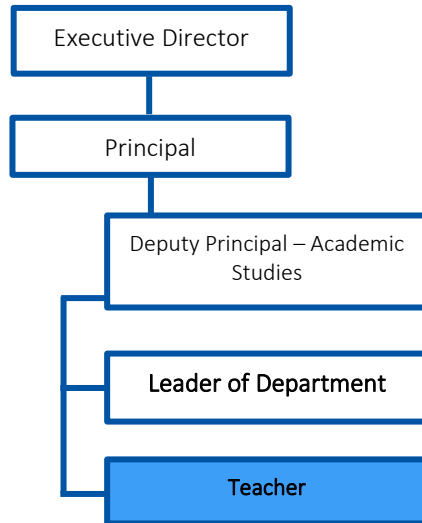 Executive Director
Principal
Deputy Principal – Academic
Studies
Leader of Department
Teacher